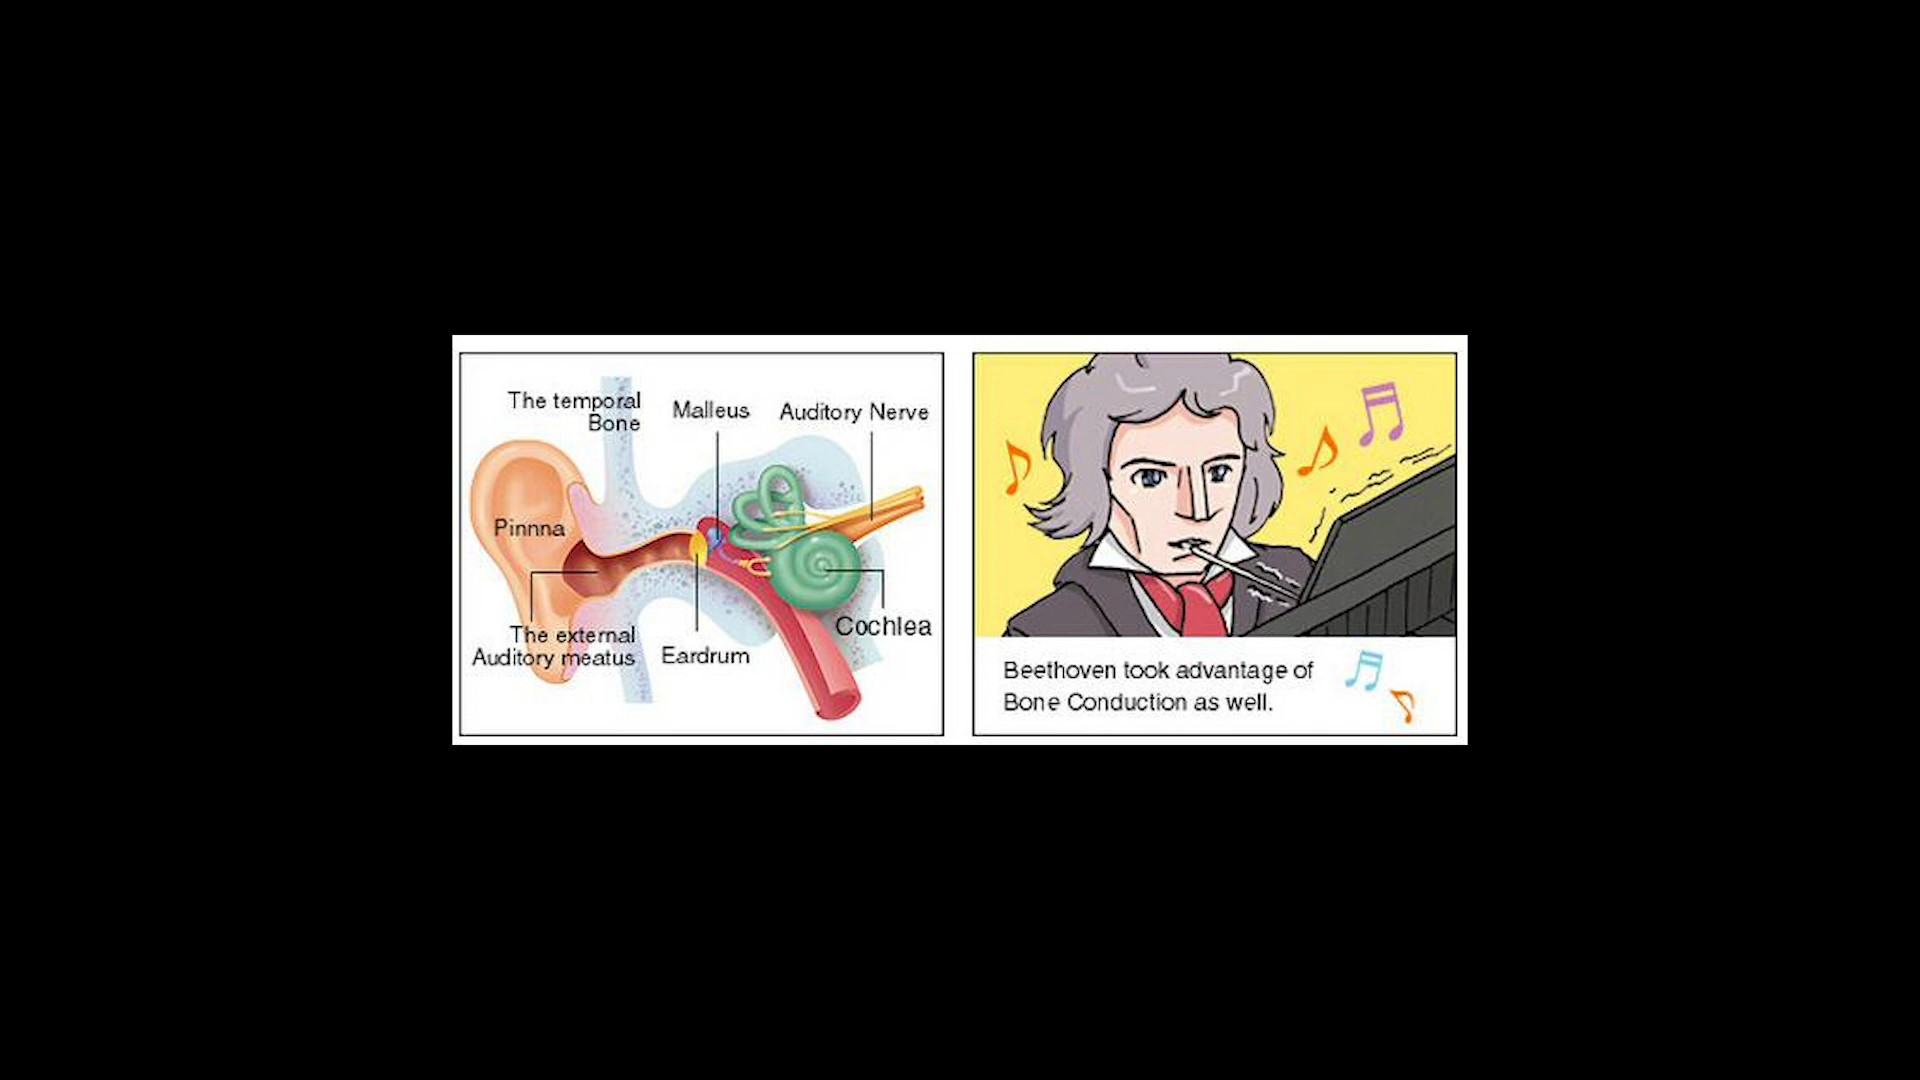 The temporal
Bone
Malleus
Auditory Nerve
Pinnna
The external
Auditory meatus
Eardrum
Cochlea
Beethoven took advantage of
Bone Conduction as well.